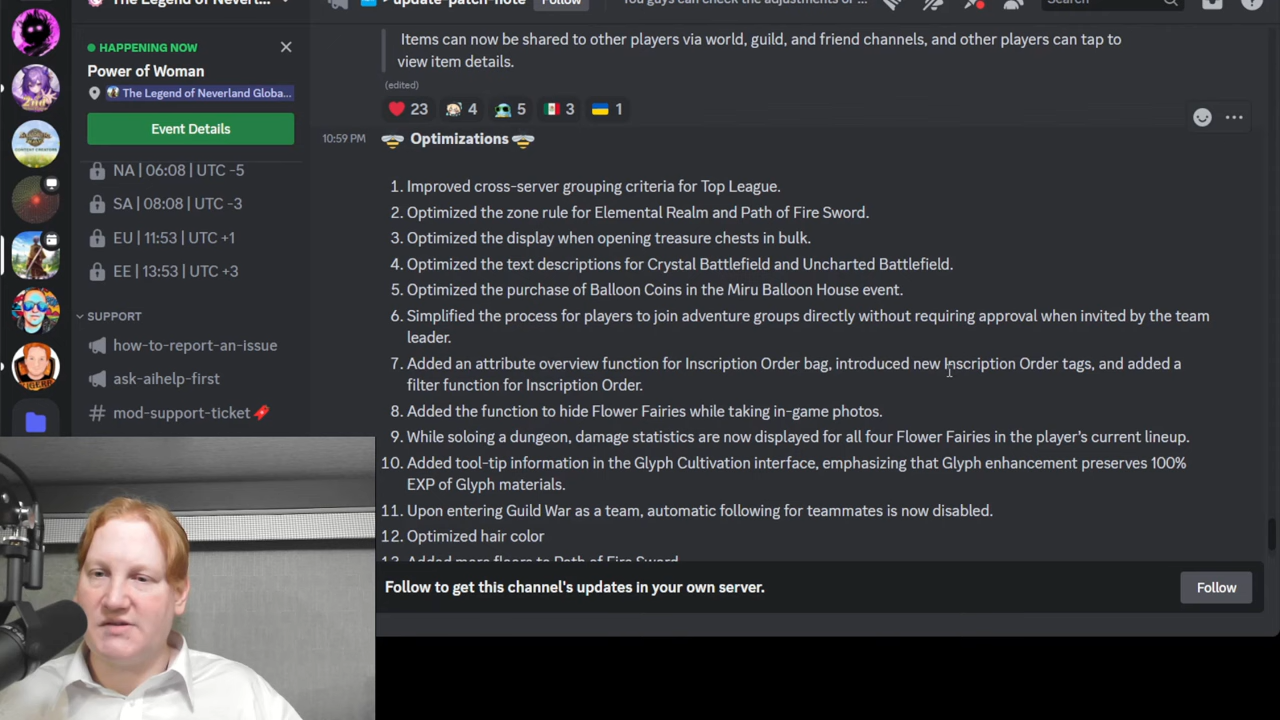 The Legend of Neverl...
update-patch-note
Follow
You guys can check the adjustments or ...
Search
HAPPENING NOW
Power of Woman
The Legend of Neverland Globa...
Event Details
NA | 06:08 | UTC -5
SA | 08:08 | UTC -3
EU | 11:53 | UTC +1
EE | 13:53 | UTC +3
SUPPORT
how-to-report-an-issue
ask-aihelp-first
mod-support-ticket
Items can now be shared to other players via world, guild, and friend channels, and other players can tap to
view item details.
(edited)
23 4 5 3 1
10:59 PM
Optimizations
1. Improved cross-server grouping criteria for Top League.
2. Optimized the zone rule for Elemental Realm and Path of Fire Sword.
3. Optimized the display when opening treasure chests in bulk.
4. Optimized the text descriptions for Crystal Battlefield and Uncharted Battlefield.
5. Optimized the purchase of Balloon Coins in the Miru Balloon House event.
6. Simplified the process for players to join adventure groups directly without requiring approval when invited by the team
leader.
7. Added an attribute overview function for Inscription Order bag, introduced new Inscription Order tags, and added a
filter function for Inscription Order.
8. Added the function to hide Flower Fairies while taking in-game photos.
9. While soloing a dungeon, damage statistics are now displayed for all four Flower Fairies in the player's current lineup.
10. Added tool-tip information in the Glyph Cultivation interface, emphasizing that Glyph enhancement preserves 100%
EXP of Glyph materials.
11. Upon entering Guild War as a team, automatic following for teammates is now disabled.
12. Optimized hair color
13. Added more floors to Path of Fire Sword
Follow to get this channel's updates in your own server.
Follow